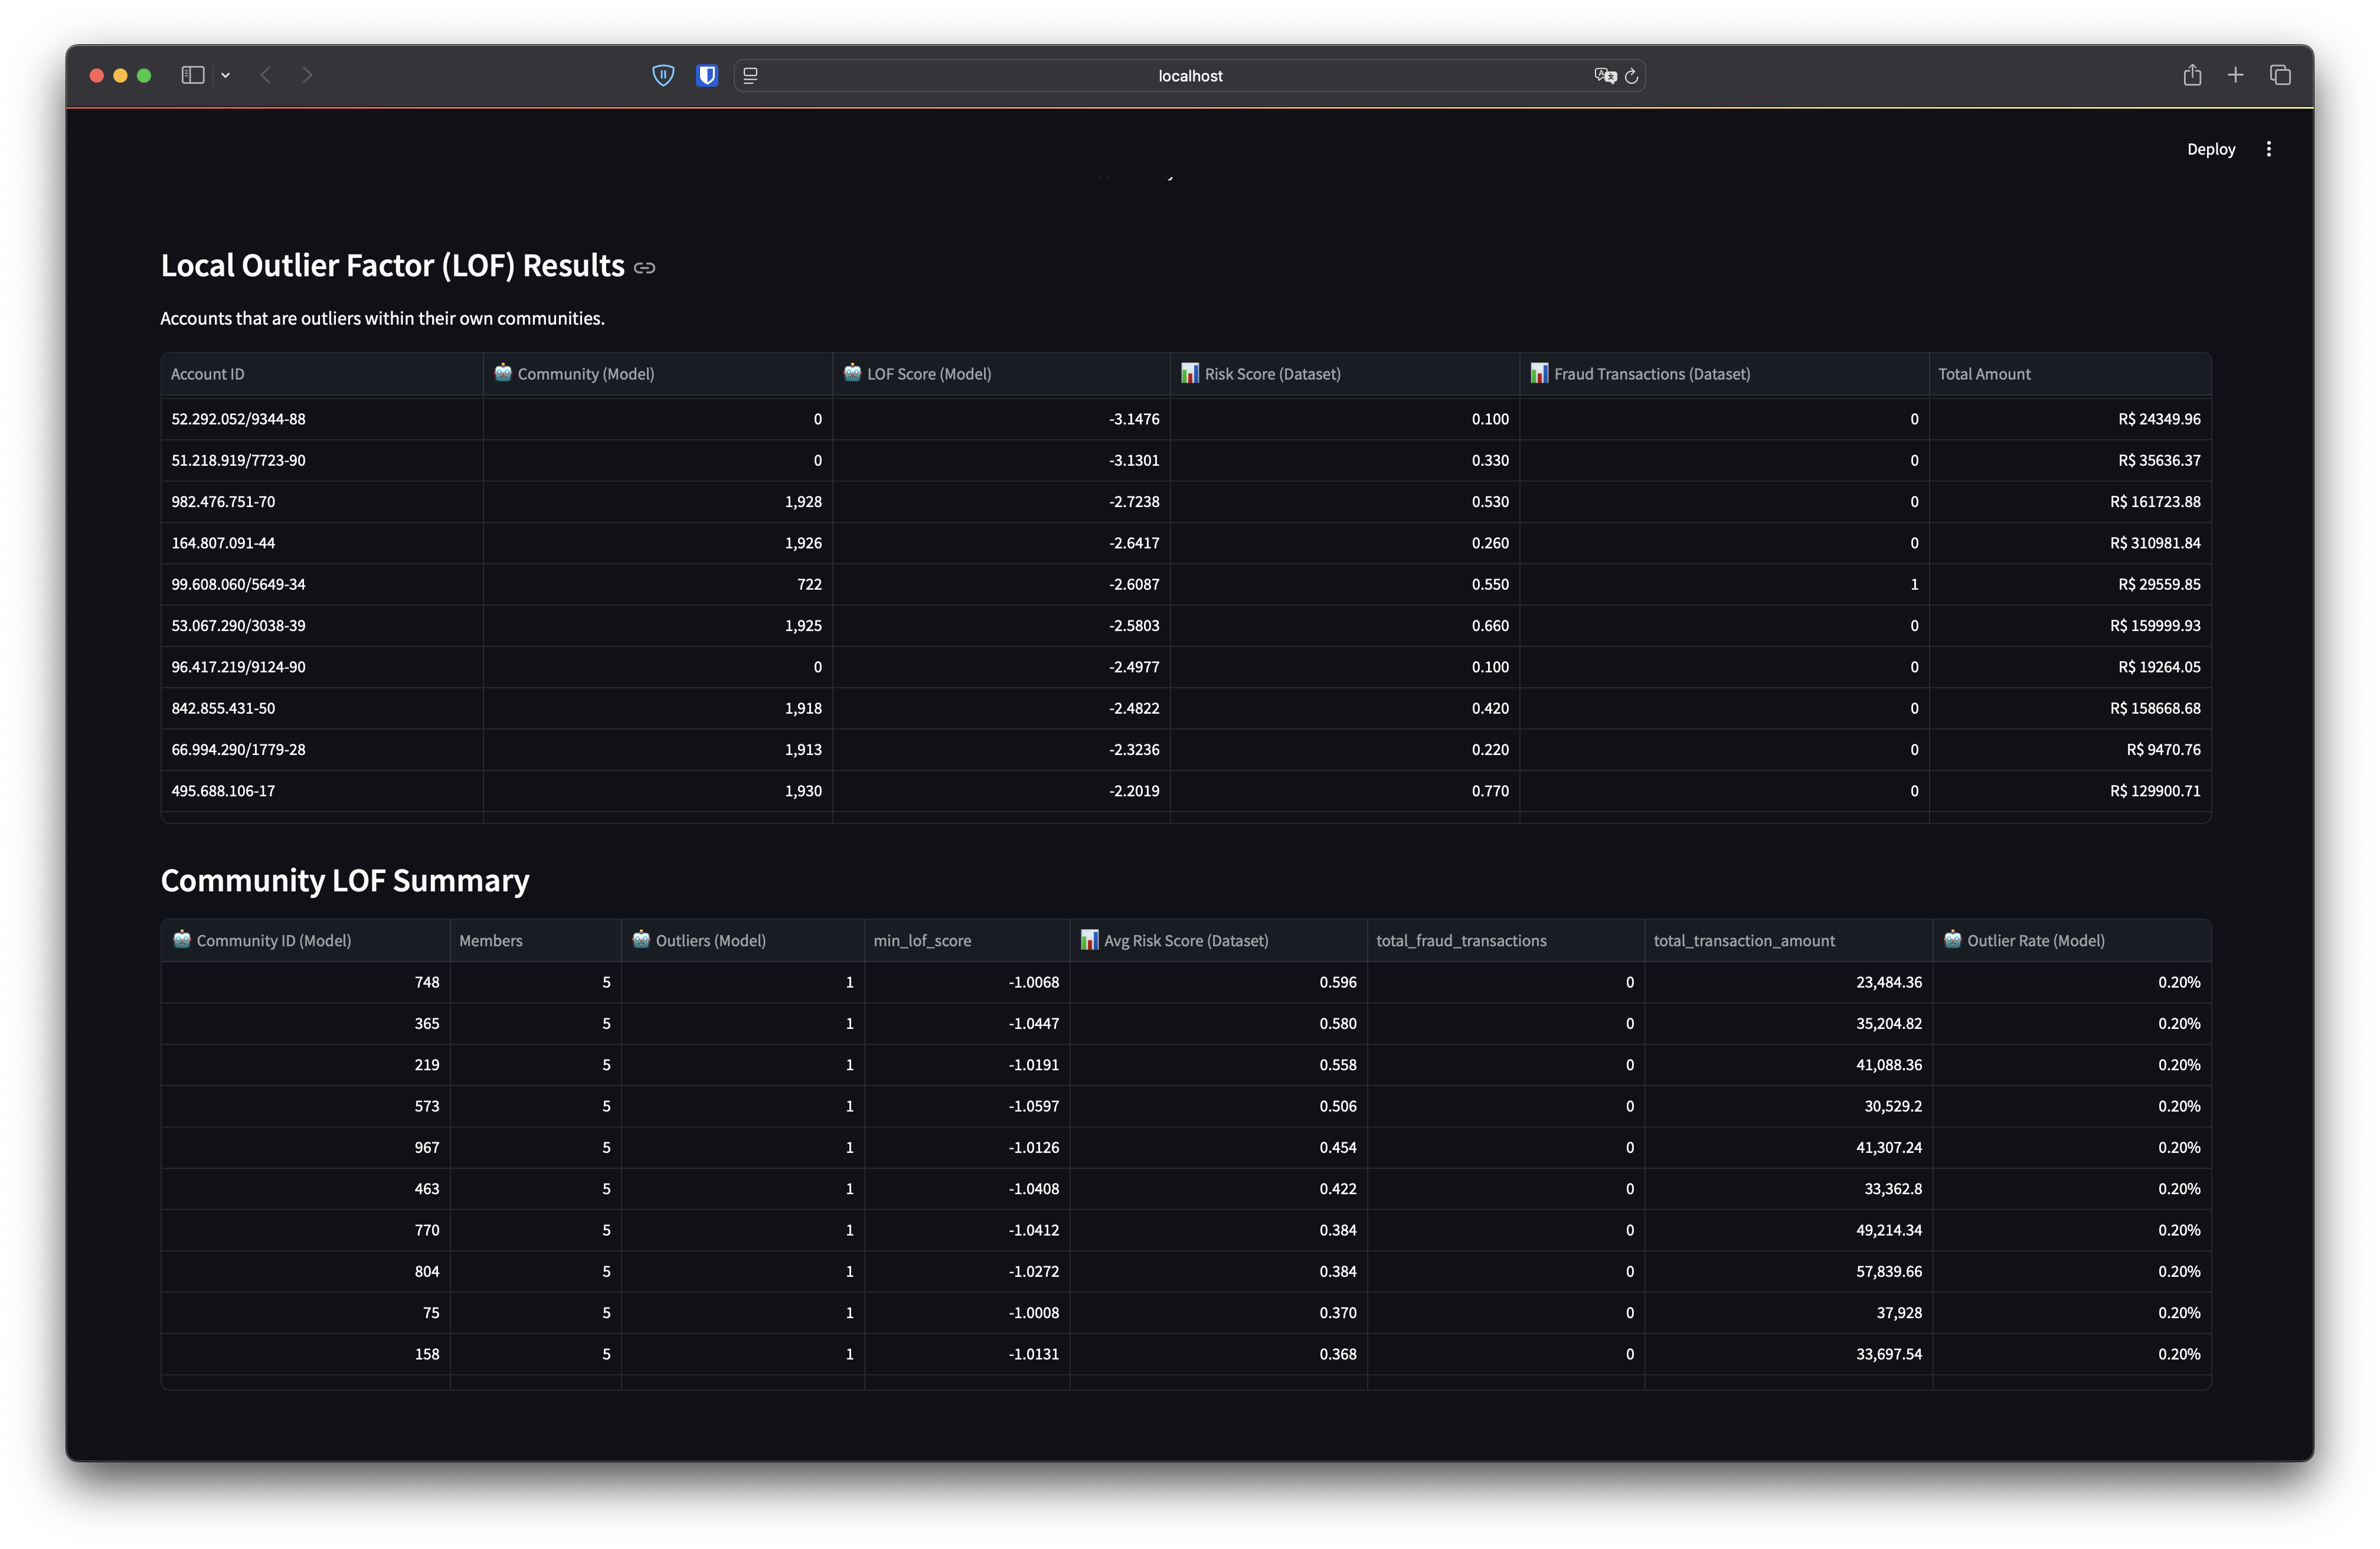 localhost
Deploy
Local Outlier Factor (LOF) Results
Accounts that are outliers within their own communities.
Account ID 🤖 Community (Model) 🤖 LOF Score (Model) 📊 Risk Score (Dataset) 📊 Fraud Transactions (Dataset) Total Amount
52.292.052/9344-88 0 -3.1476 0.100 0 R$ 24349.96
51.218.919/7723-90 0 -3.1301 0.330 0 R$ 35636.37
982.476.751-70 1,928 -2.7238 0.530 0 R$ 161723.88
164.807.091-44 1,926 -2.6417 0.260 0 R$ 310981.84
99.608.060/5649-34 722 -2.6087 0.550 1 R$ 29559.85
53.067.290/3038-39 1,925 -2.5803 0.660 0 R$ 159999.93
96.417.219/9124-90 0 -2.4977 0.100 0 R$ 19264.05
842.855.431-50 1,918 -2.4822 0.420 0 R$ 158668.68
66.994.290/1779-28 1,913 -2.3236 0.220 0 R$ 9470.76
495.688.106-17 1,930 -2.2019 0.770 0 R$ 129900.71
Community LOF Summary
🤖 Community ID (Model) Members 🤖 Outliers (Model) min_lof_score 📊 Avg Risk Score (Dataset) total_fraud_transactions total_transaction_amount 🤖 Outlier Rate (Model)
748 5 1 -1.0068 0.596 0 23,484.36 0.20%
365 5 1 -1.0447 0.580 0 35,204.82 0.20%
219 5 1 -1.0191 0.558 0 41,088.36 0.20%
573 5 1 -1.0597 0.506 0 30,529.2 0.20%
967 5 1 -1.0126 0.454 0 41,307.24 0.20%
463 5 1 -1.0408 0.422 0 33,362.8 0.20%
770 5 1 -1.0412 0.384 0 49,214.34 0.20%
804 5 1 -1.0272 0.384 0 57,839.66 0.20%
75 5 1 -1.0008 0.370 0 37,928 0.20%
158 5 1 -1.0131 0.368 0 33,697.54 0.20%